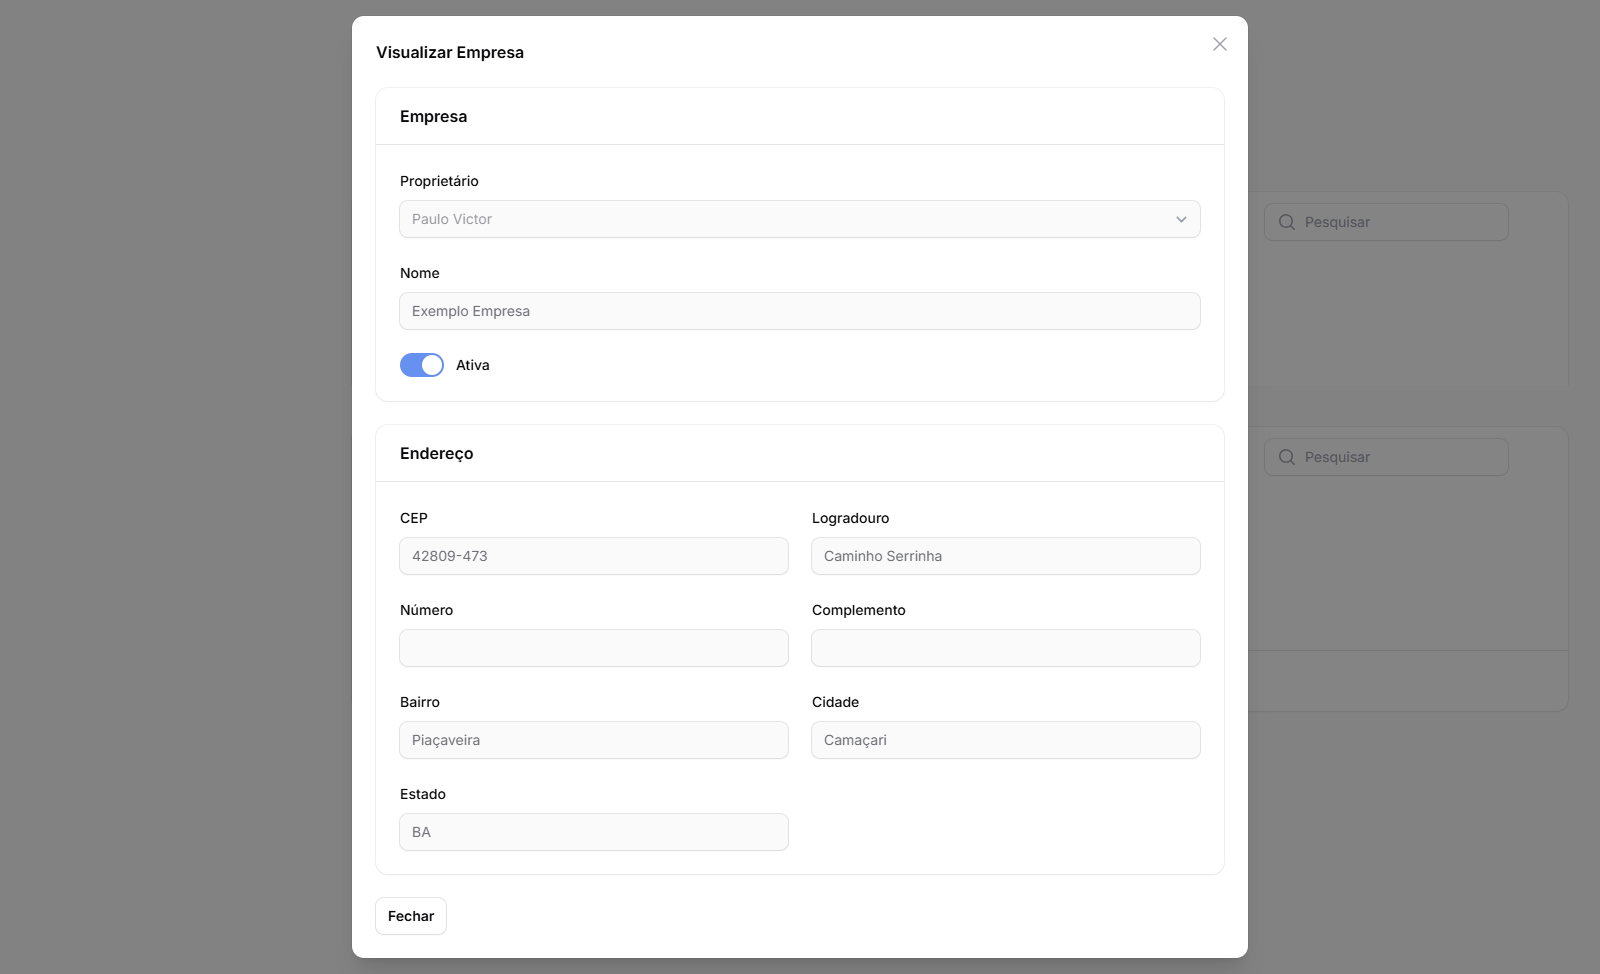 Visualizar Empresa
Empresa
Proprietário
Paulo Victor
Nome
Exemplo Empresa
Ativa
Endereço
CEP
Logradouro
42809-473
Caminho Serrinha
Número
Complemento
Bairro
Cidade
Piaçaveira
Camaçari
Estado
BA
Fechar
Pesquisar
Pesquisar